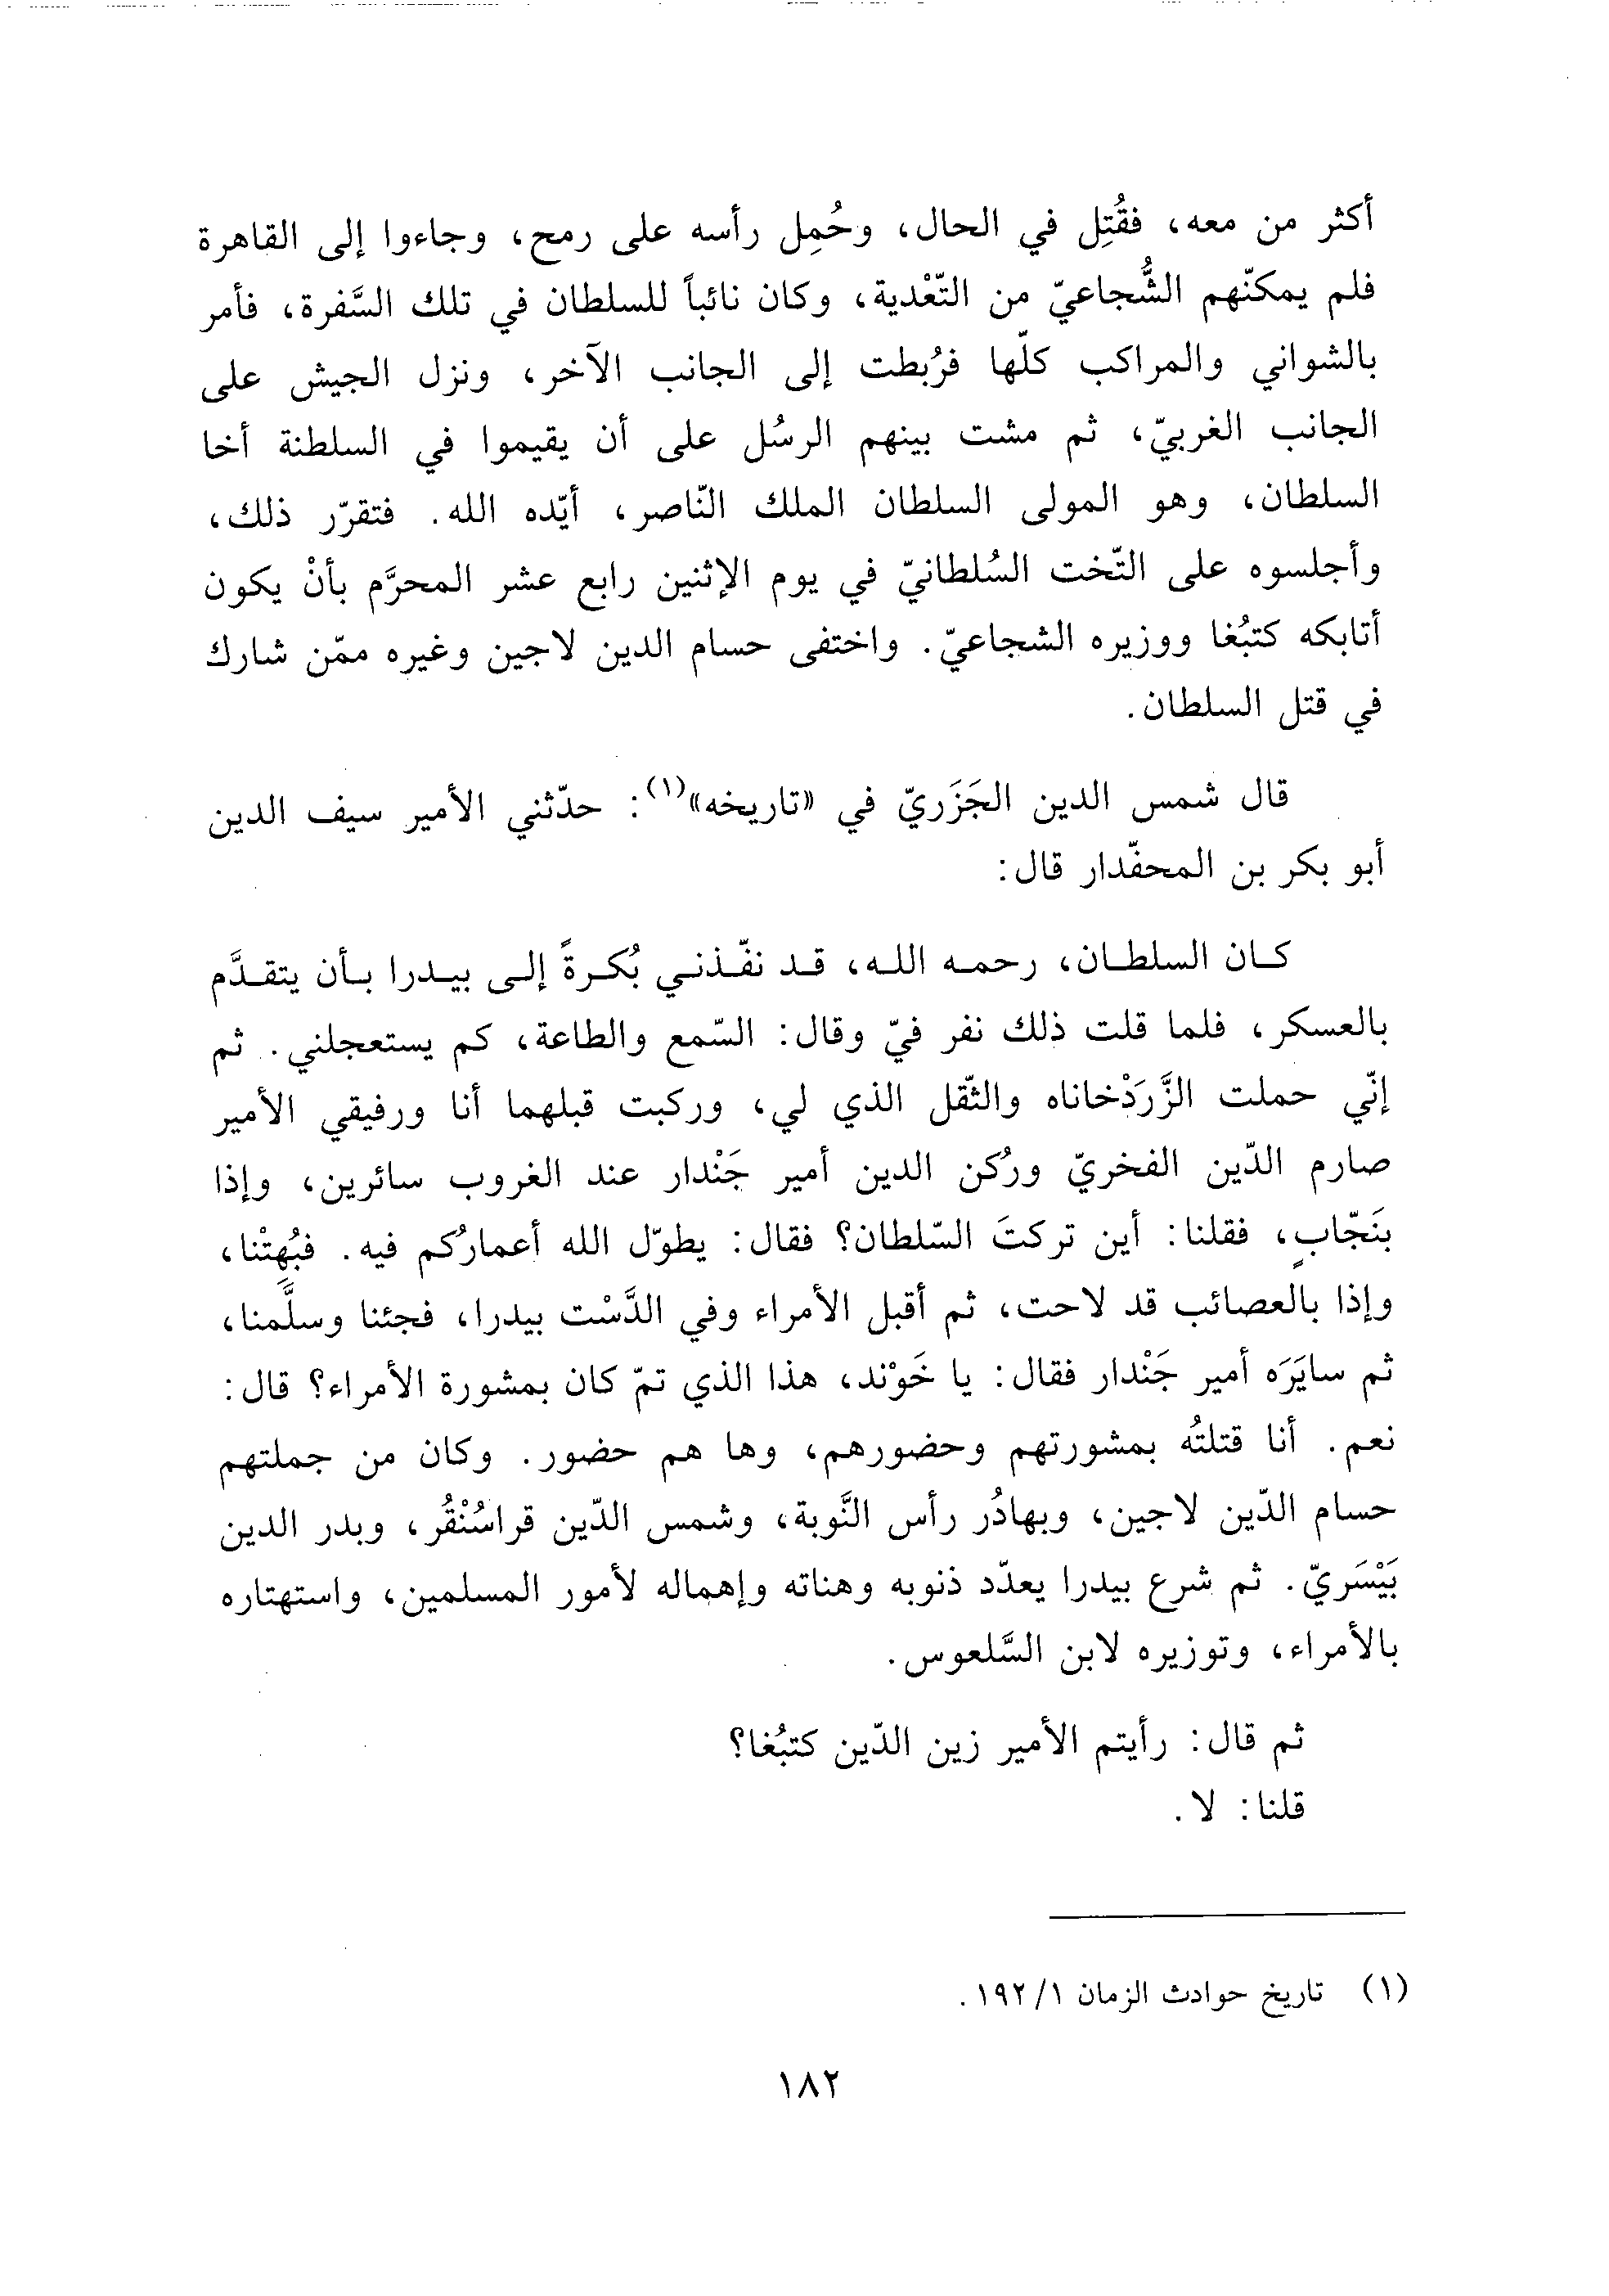 أكثر من معه، فقُتِل في الحال، وحُمِل رأسه على رمح، وجاءوا إلى القاهرة
فلم يمكنّهم الشُّجاعيّ من التّعْدية، وكان نائباً للسلطان في تلك السَّفرة، فأمر
بالشواني والمراكب كلّها فرُبطت إلى الجانب الآخر، ونزل الجيش على
الجانب الغربيّ، ثم مشت بينهم الرسُل على أن يقيموا في السلطنة أخا
السلطان، وهو المولى السلطان الملك النّاصر، أيّده الله. فتقرّر ذلك،
وأجلسوه على التّخت السُلطانيّ في يوم الإثنين رابع عشر المحرَّم بأنْ يكون
أتابكه كتبُغا ووزيره الشجاعيّ. واختفى حسام الدين لاجين وغيره ممّن شارك
في قتل السلطان.
قال شمس الدين الجَزَريّ في «تاريخه»(١): حدّثني الأمير سيف الدين
أبو بكر بن المحفّدار قال:
كان السلطان، رحمه الله، قد نفّذني بُكرةً إلى بيدرا بأن يتقدَّم
بالعسكر، فلما قلت ذلك نفر فيّ وقال: السّمع والطاعة، كم يستعجلني. ثم
إنّي حملت الزَّرَدْخاناه والثّقل الذي لي، وركبت قبلهما أنا ورفيقي الأمير
صارم الدّين الفخريّ ورُكن الدين أمير جَنْدار عند الغروب سائرين، وإذا
بنَجّابٍ، فقلنا: أين تركتَ السّلطان؟ فقال: يطوّل الله أعمارُكم فيه. فبُهِتْنا،
وإذا بالعصائب قد لاحت، ثم أقبل الأمراء وفي الدَّسْت بيدرا، فجئنا وسلَّمنا،
ثم سايَرَه أمير جَنْدار فقال: يا خَوْند، هذا الذي تمّ كان بمشورة الأمراء؟ قال:
نعم. أنا قتلتُه بمشورتهم وحضورهم، وها هم حضور. وكان من جملتهم
حسام الدّين لاجين، وبهادُر رأس النَّوبة، وشمس الدّين قراسُنْقُر، وبدر الدين
بَيْسَريّ. ثم شرع بيدرا يعدّد ذنوبه وهناته وإهماله لأمور المسلمين، واستهتاره
بالأمراء، وتوزيره لابن السَّلعوس.
ثم قال: رأيتم الأمير زين الدّين كتبُغا؟
قلنا: لا.
(١) تاريخ حوادث الزمان ١/ ١٩٢.
١٨٢